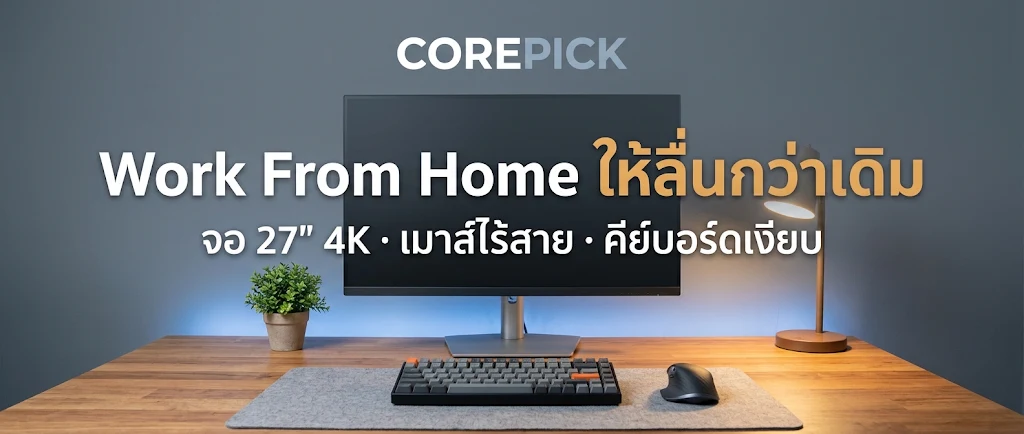 COREPICK
Work From Home ให้ลื่นกว่าเดิม
จอ 27" 4K · เมาส์ไร้สาย · คีย์บอร์ดเงียบ